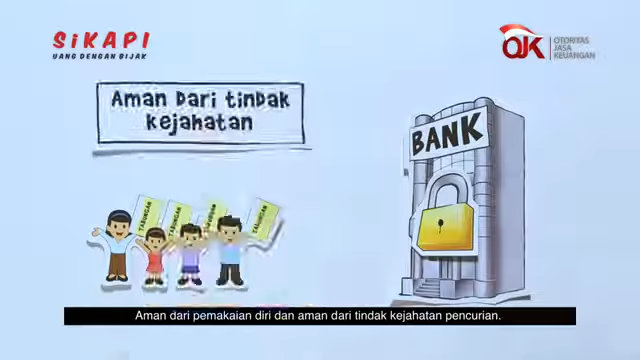 SiKAPI
UANG DENGAN BIJAK
OJK
OTORITAS
JASA
KEUANGAN
Aman Dari tindak
kejahatan
BANK
TABUNGAN
TABUNGAN
TABUNGAN
TABUNGAN
Aman dari pemakaian diri dan aman dari tindak kejahatan pencurian.